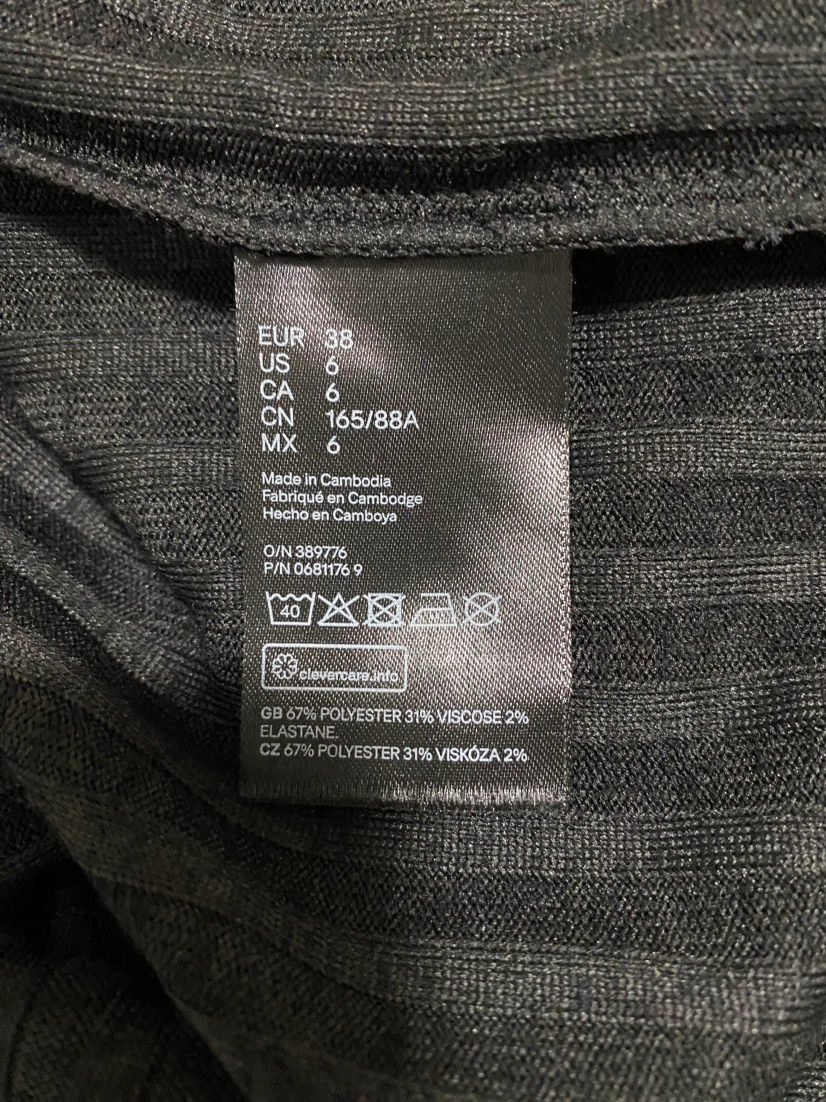 EUR 38
US 6
CA 6
CN 165/88A
MX 6
Made in Cambodia
Fabriqué en Cambodge
Hecho en Camboya
O/N 389776
P/N 0681176 9
40
clevercare.info
GB 67% POLYESTER 31% VISCOSE 2%
ELASTANE.
CZ 67% POLYESTER 31% VISKÓZA 2%